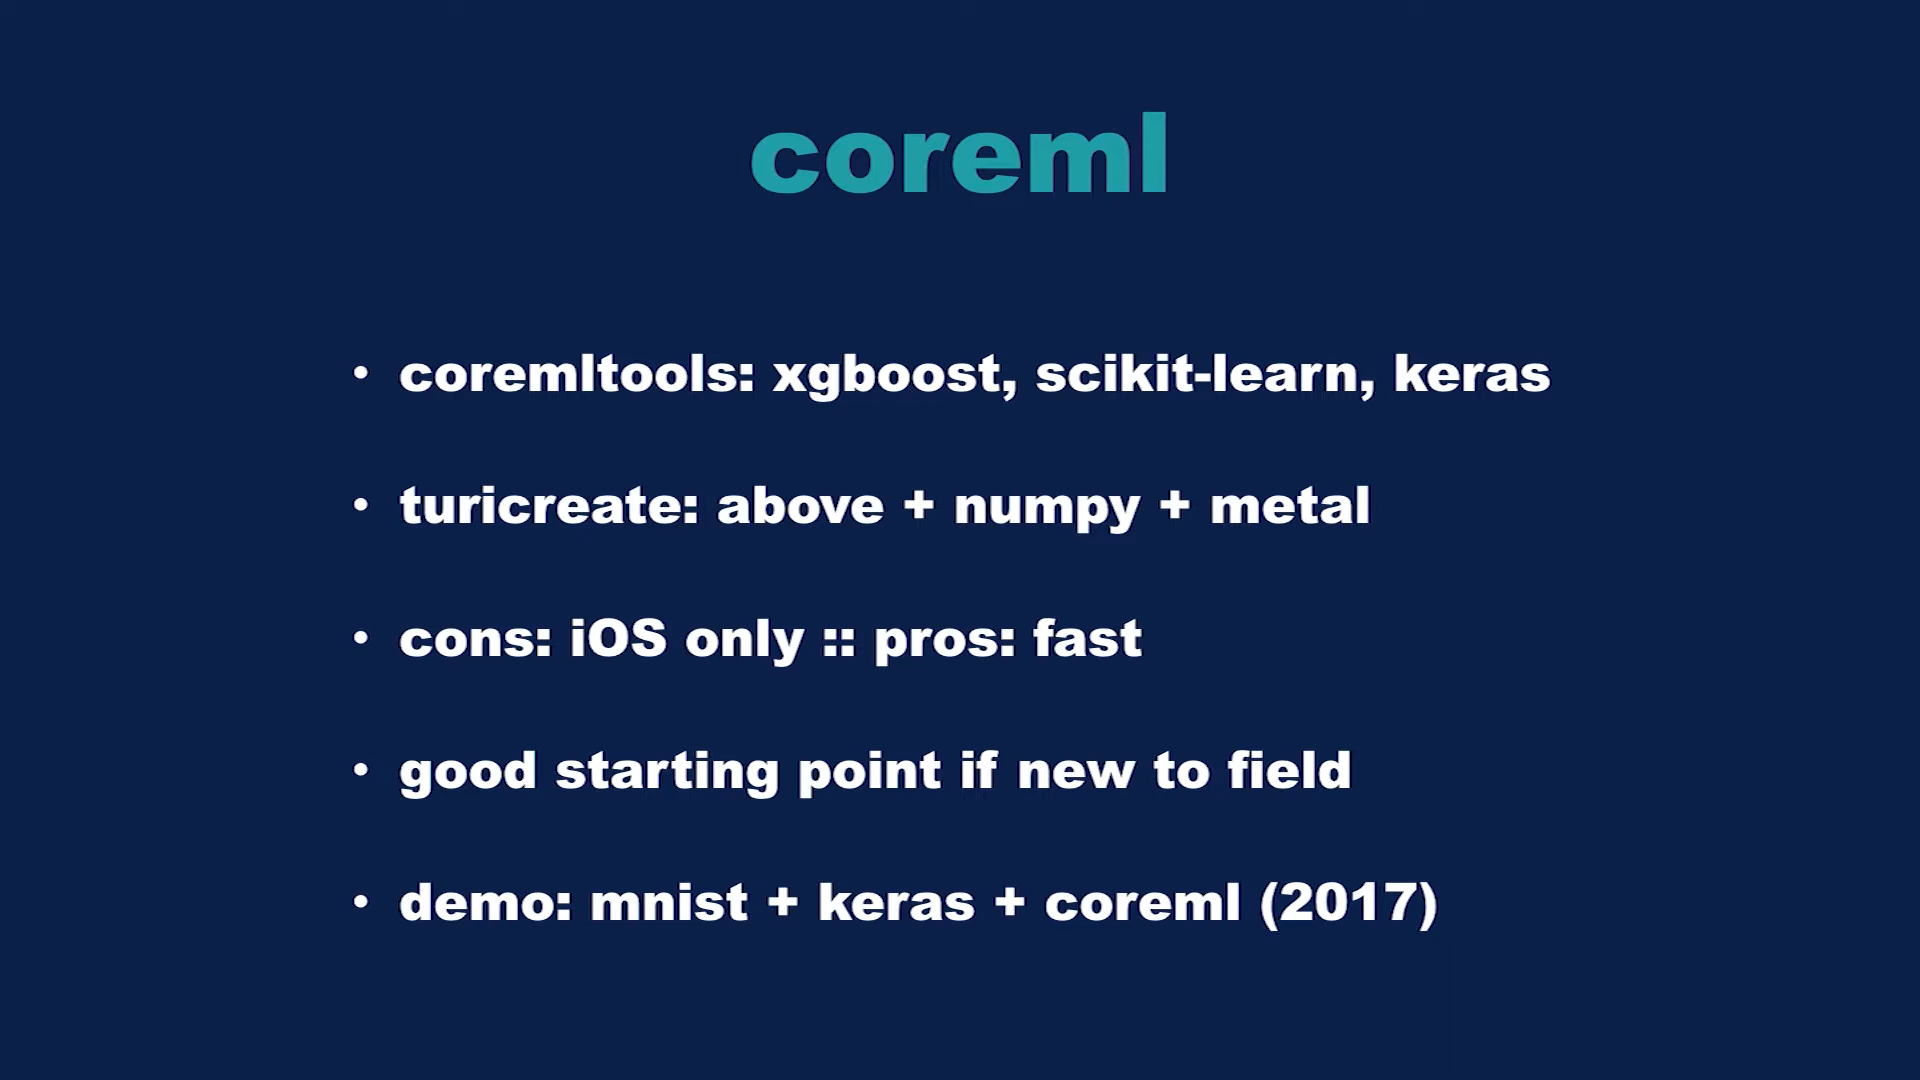 coreml
• coremltools: xgboost, scikit-learn, keras
• turicreate: above + numpy + metal
• cons: iOS only :: pros: fast
• good starting point if new to field
• demo: mnist + keras + coreml (2017)